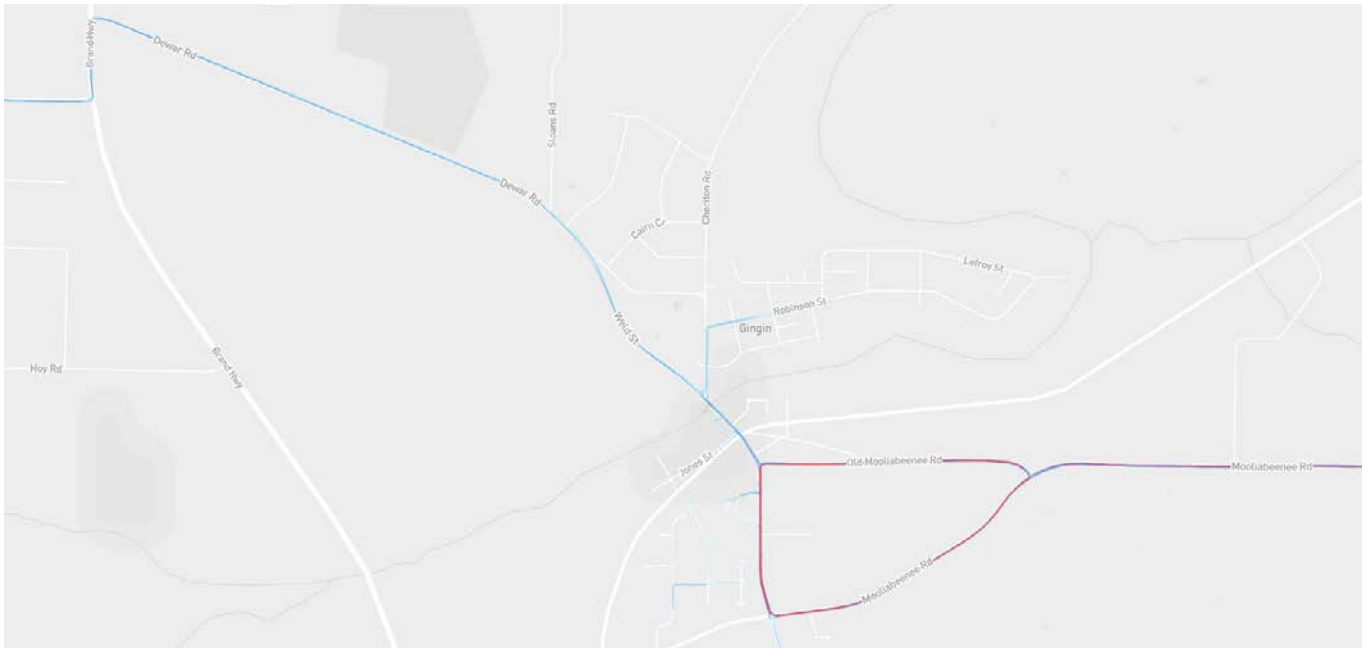 Brand Hwy
Dewar Rd
Sloans Rd
Dewar Rd
Cheriton Rd
Cairn Cr
Lefroy St
Robinson St
Weld St
Gingin
Brand Hwy
Hoy Rd
Jones St
Old Mooliabeenee Rd
Mooliabeenee Rd
Mooliabeenee Rd